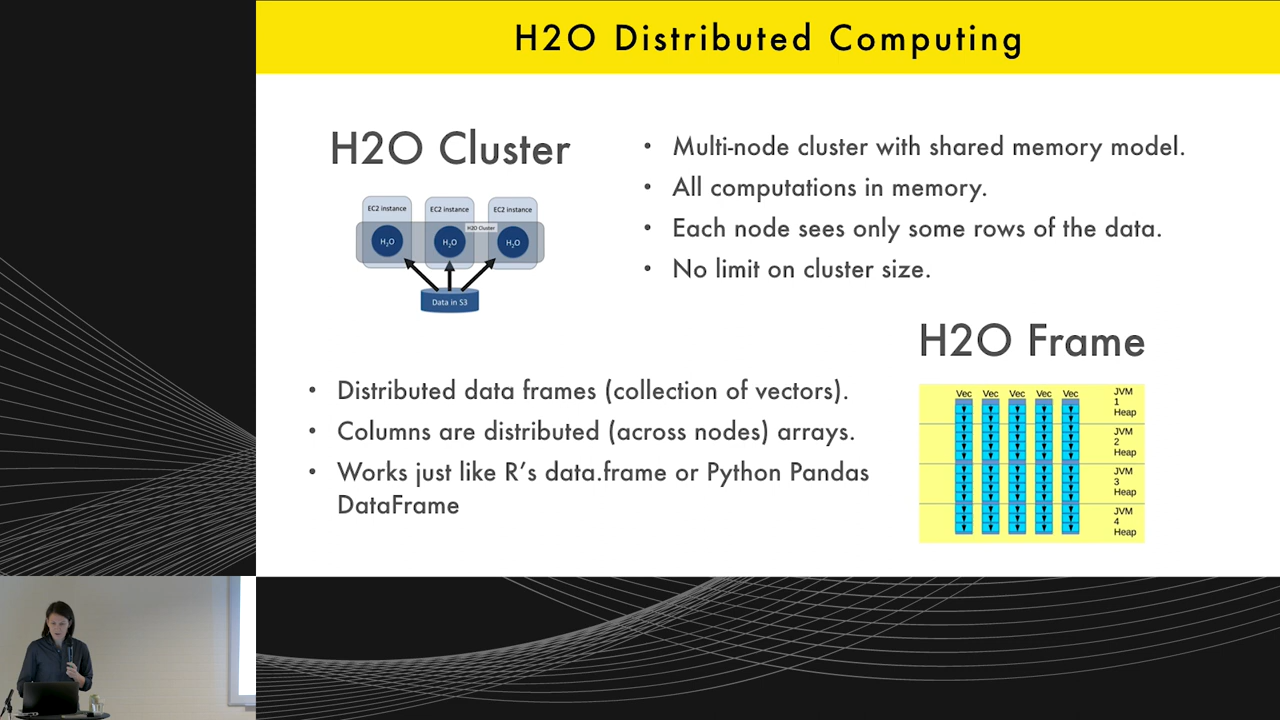 H2O Distributed Computing
H2O Cluster
EC2 instance
EC2 instance
EC2 instance
H2O Cluster
H2O
H2O
H2O
Data in S3
• Multi-node cluster with shared memory model.
• All computations in memory.
• Each node sees only some rows of the data.
• No limit on cluster size.
H2O Frame
• Distributed data frames (collection of vectors).
• Columns are distributed (across nodes) arrays.
• Works just like R’s data.frame or Python Pandas
DataFrame
Vec Vec Vec Vec Vec
JVM
1
Heap
JVM
2
Heap
JVM
3
Heap
JVM
4
Heap